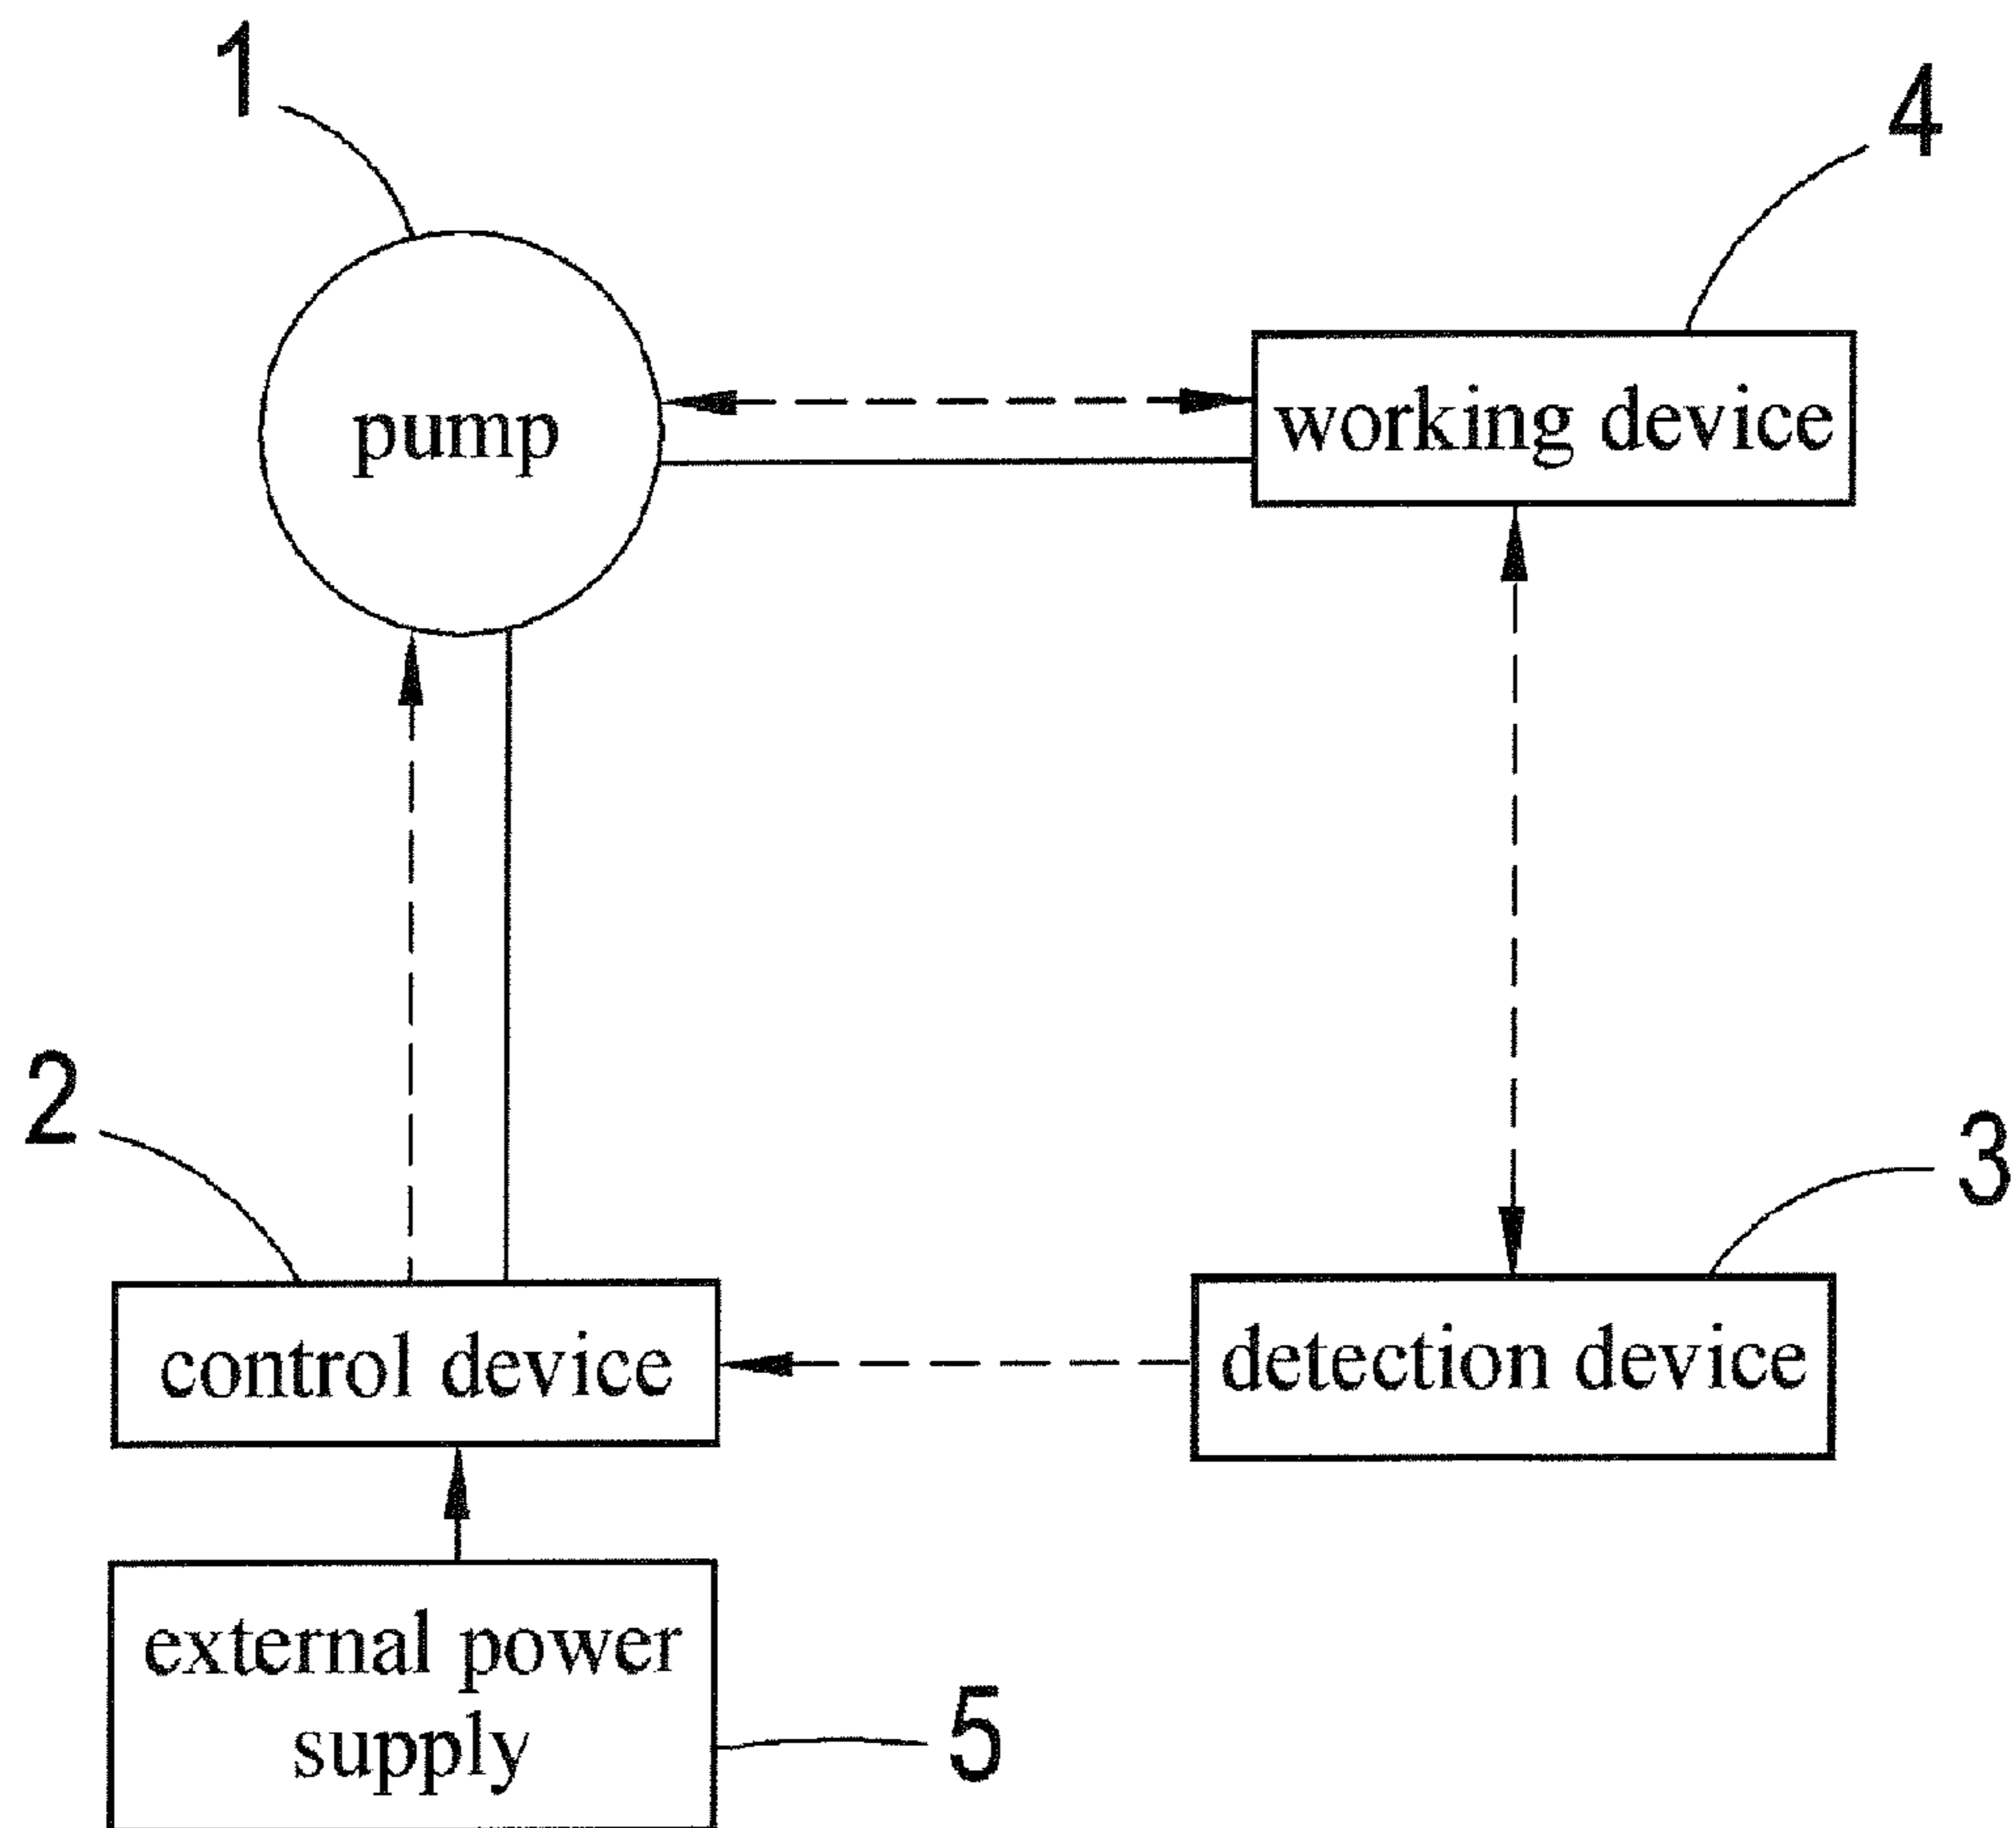 1
4
pump
working device
2
3
control device
detection device
external power
supply
5